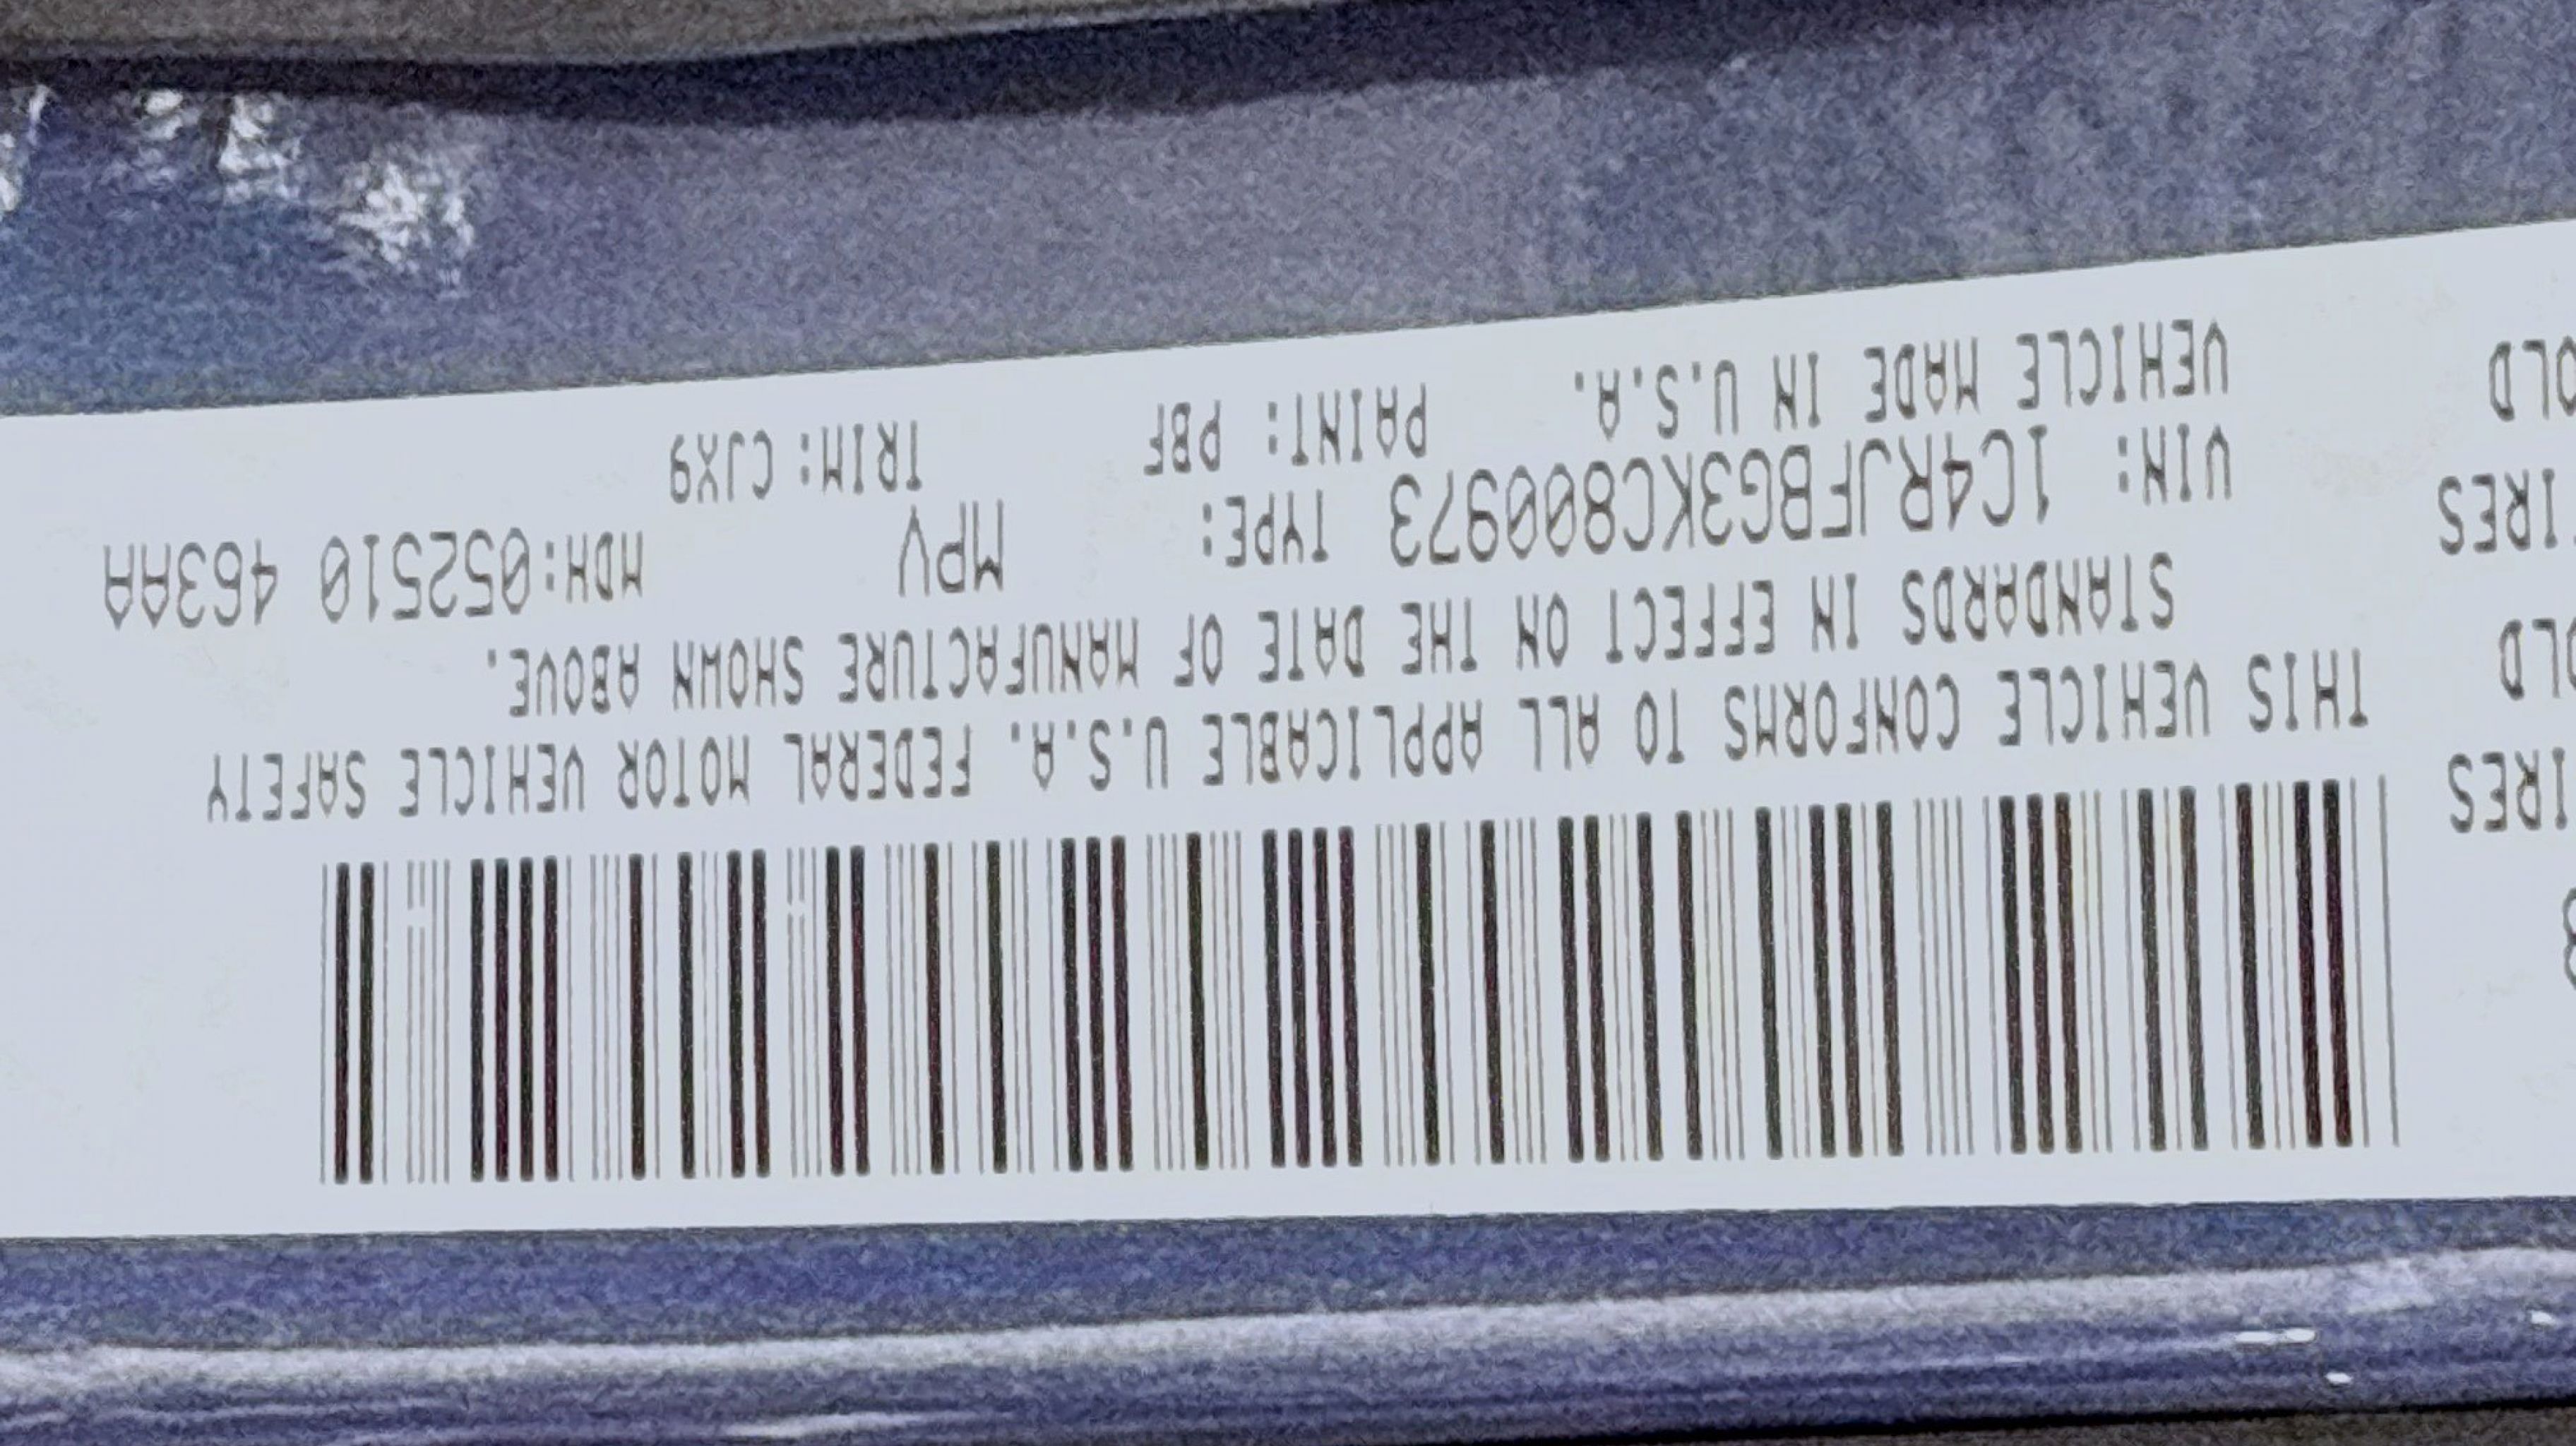 THIS VEHICLE CONFORMS TO ALL APPLICABLE U.S.A. FEDERAL MOTOR VEHICLE SAFETY
STANDARDS IN EFFECT ON THE DATE OF MANUFACTURE SHOWN ABOVE.
VIN: 1C4RJFBG3KC800973 TYPE: MPV MDH:052510 463AA
VEHICLE MADE IN U.S.A. PAINT: PBF TRIM: CJX9